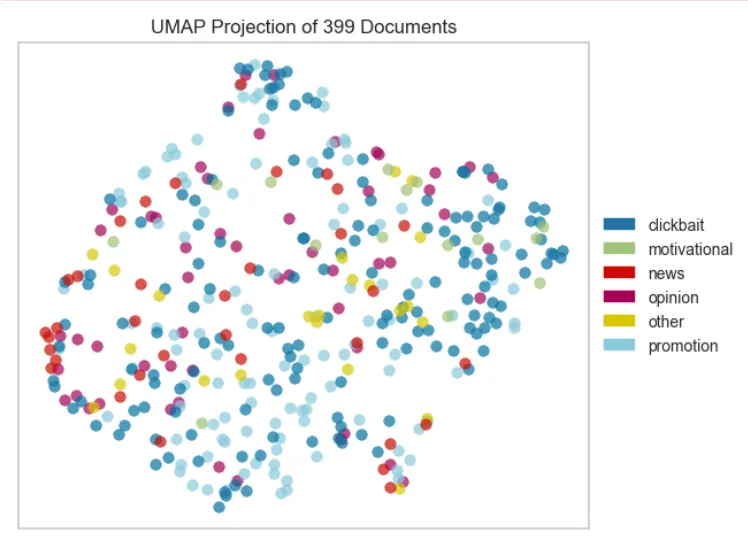 UMAP Projection of 399 Documents
clickbait
motivational
news
opinion
other
promotion